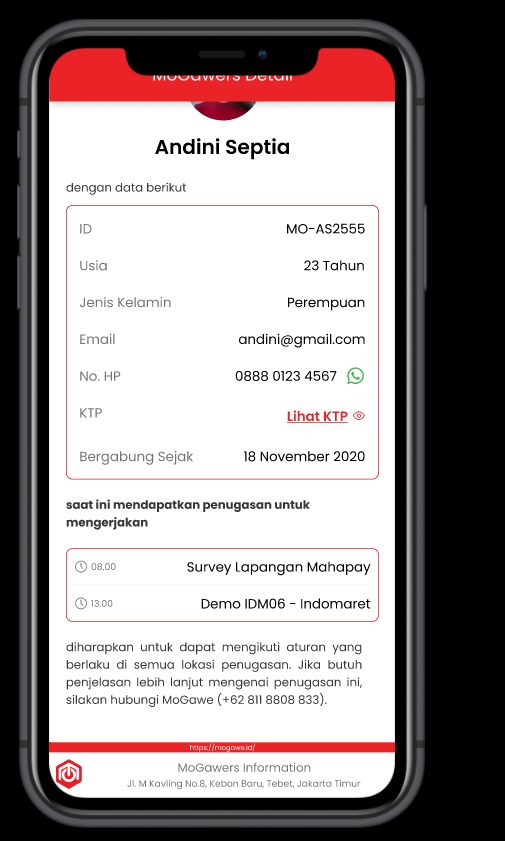 MoGawers Detail
Andini Septia
dengan data berikut
ID MO-AS2555
Usia 23 Tahun
Jenis Kelamin Perempuan
Email andini@gmail.com
No. HP 0888 0123 4567
KTP Lihat KTP
Bergabung Sejak 18 November 2020
saat ini mendapatkan penugasan untuk
mengerjakan
08.00 Survey Lapangan Mahapay
13.00 Demo IDM06 - Indomaret
diharapkan untuk dapat mengikuti aturan yang
berlaku di semua lokasi penugasan. Jika butuh
penjelasan lebih lanjut mengenai penugasan ini,
silakan hubungi MoGawe (+62 811 8808 833).
https://mogawe.id/
MoGawers Information
Jl. M Kavling No.8, Kebon Baru, Tebet, Jakarta Timur